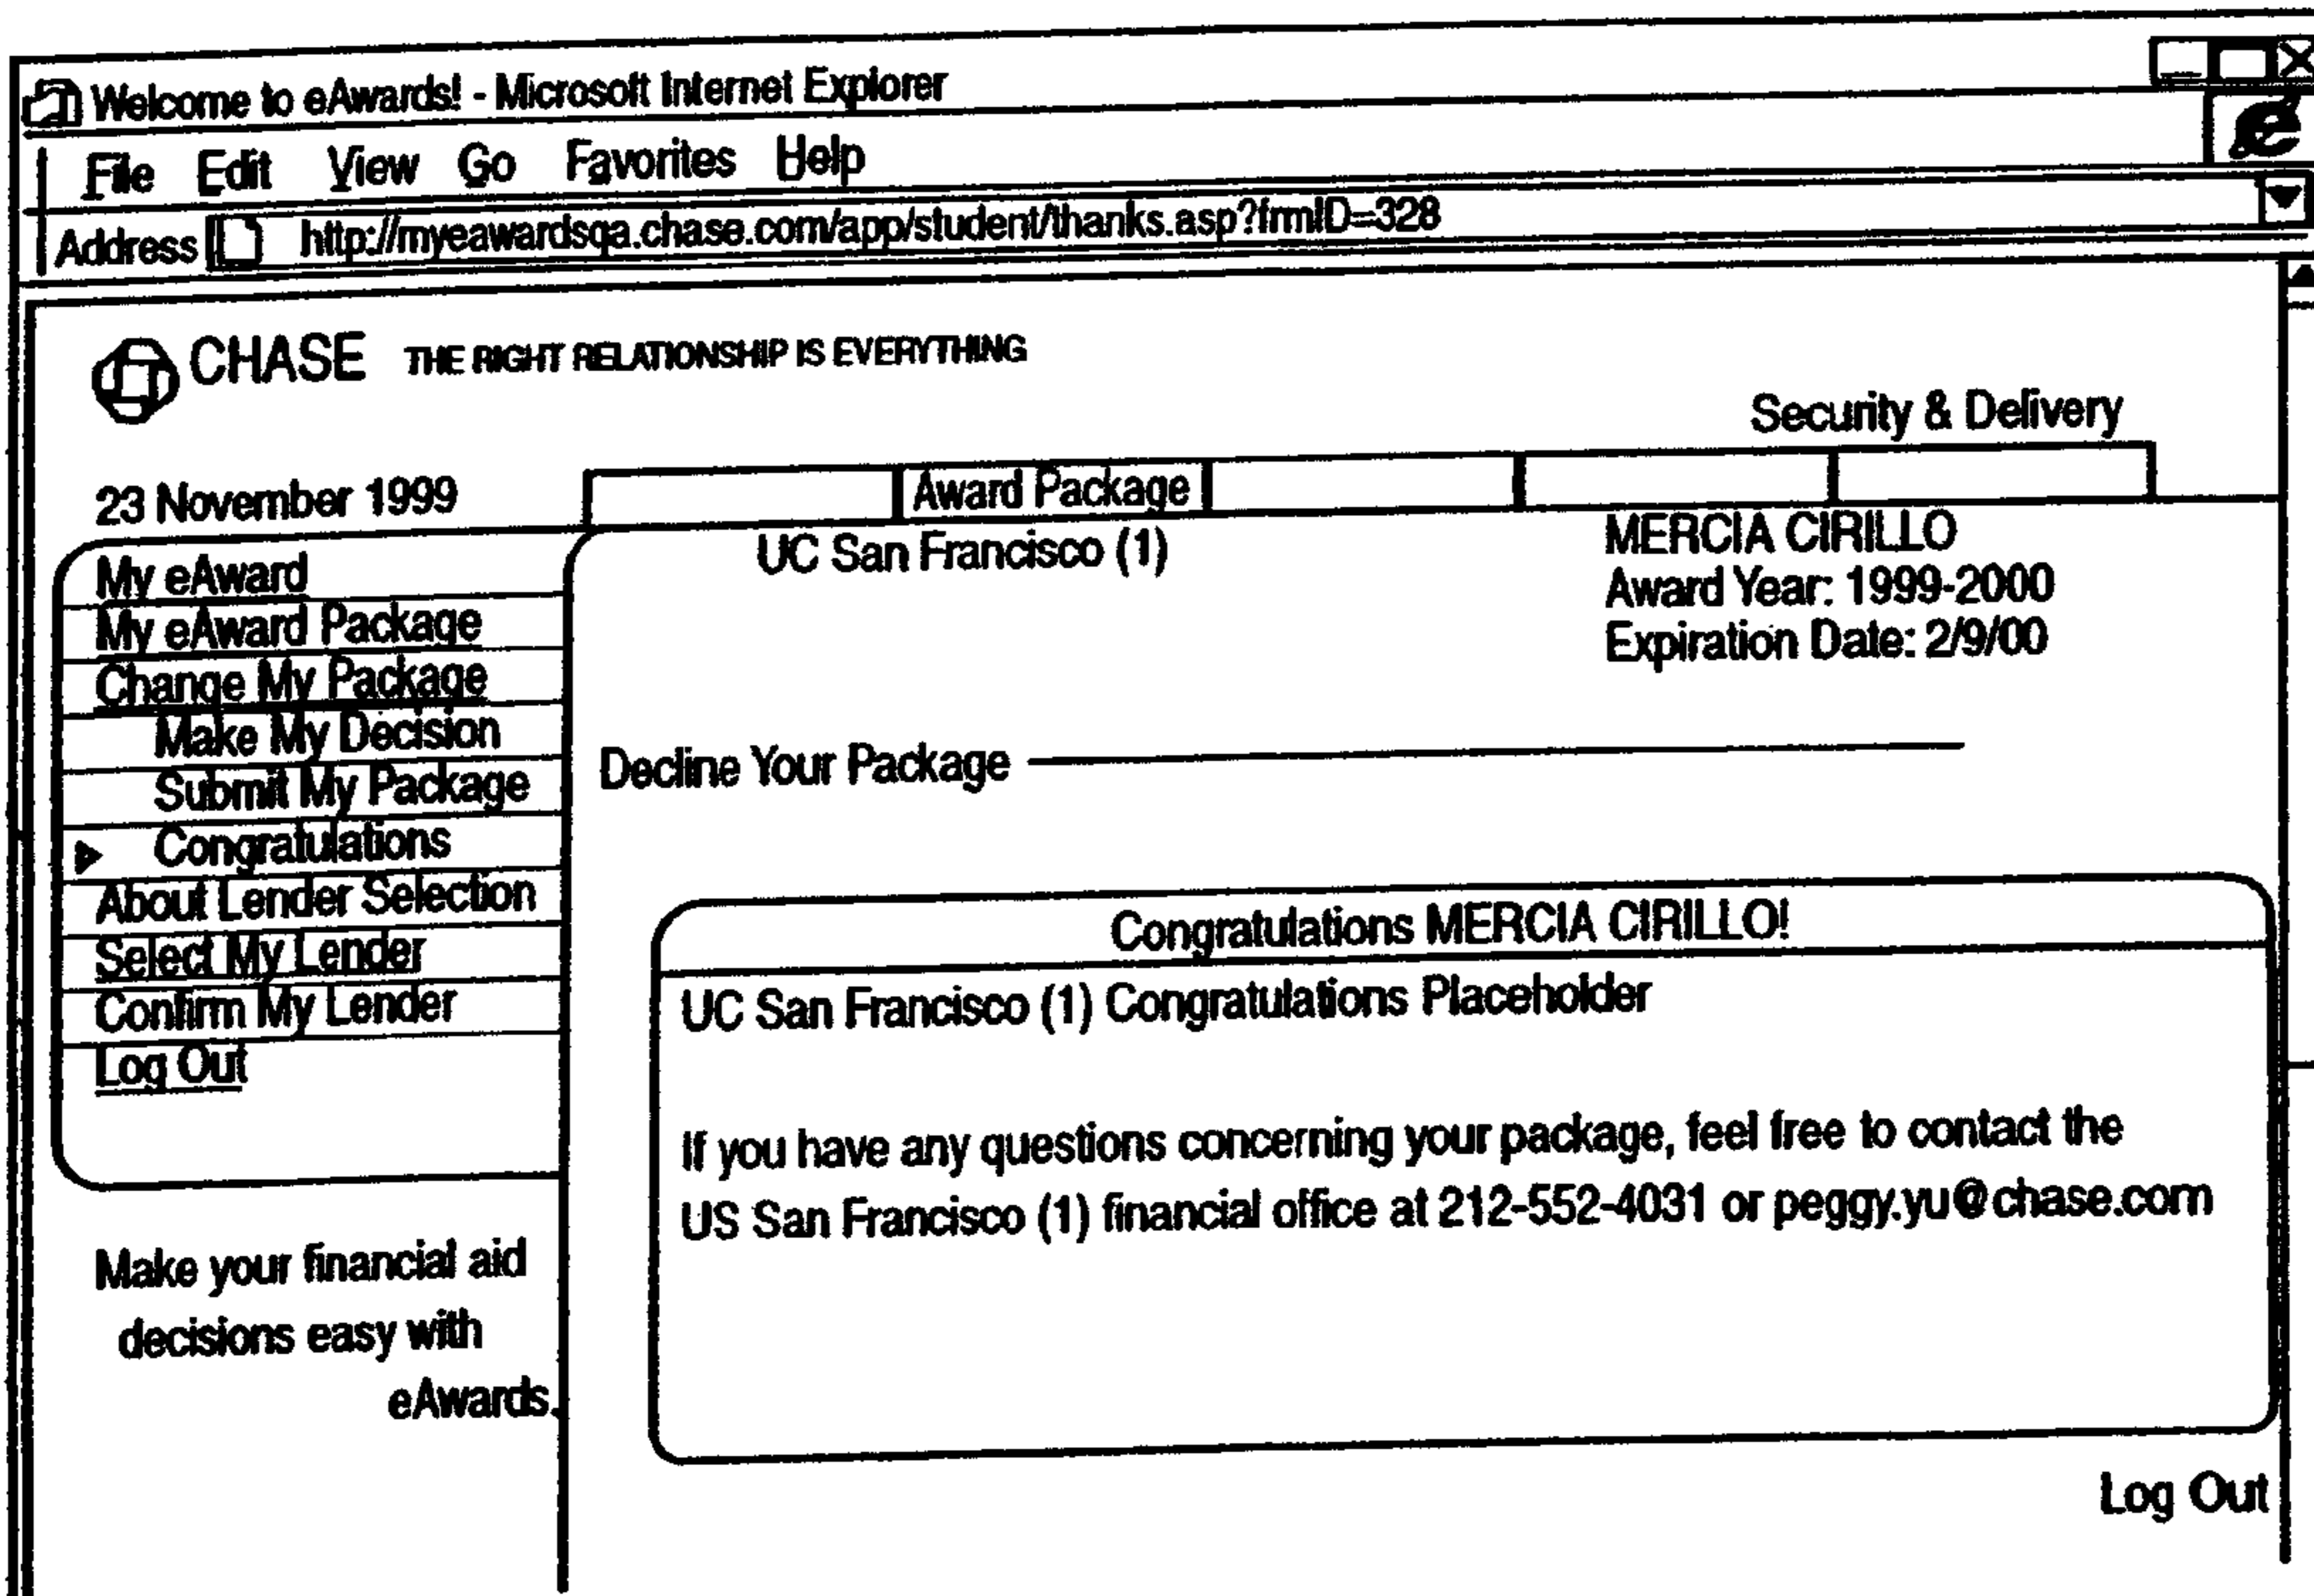 Welcome to eAwards! - Microsoft Internet Explorer
File Edit View Go Favorites Help
Address http://myeawardsqa.chase.com/app/student/thanks.asp?frmID=328
CHASE THE RIGHT RELATIONSHIP IS EVERYTHING
Security & Delivery
23 November 1999
Award Package
UC San Francisco (1)
MERCIA CIRILLO
Award Year: 1999-2000
Expiration Date: 2/9/00
My eAward
My eAward Package
Change My Package
Make My Decision
Submit My Package
Congratulations
About Lender Selection
Select My Lender
Confirm My Lender
Log Out
Make your financial aid
decisions easy with
eAwards.
Decline Your Package
Congratulations MERCIA CIRILLO!
UC San Francisco (1) Congratulations Placeholder
If you have any questions concerning your package, feel free to contact the
US San Francisco (1) financial office at 212-552-4031 or peggy.yu@chase.com
Log Out